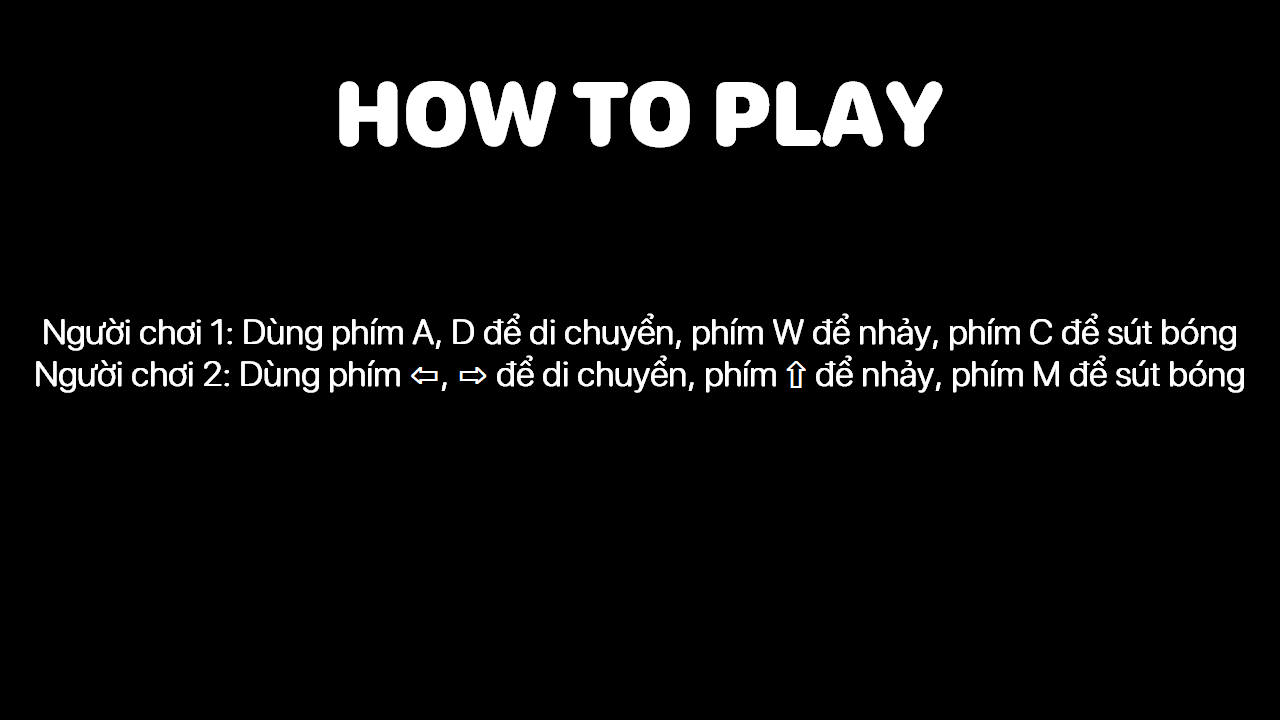 HOW TO PLAY
Người chơi 1: Dùng phím A, D để di chuyển, phím W để nhảy, phím C để sút bóng
Người chơi 2: Dùng phím ⇦, ⇨ để di chuyển, phím ⇧ để nhảy, phím M để sút bóng